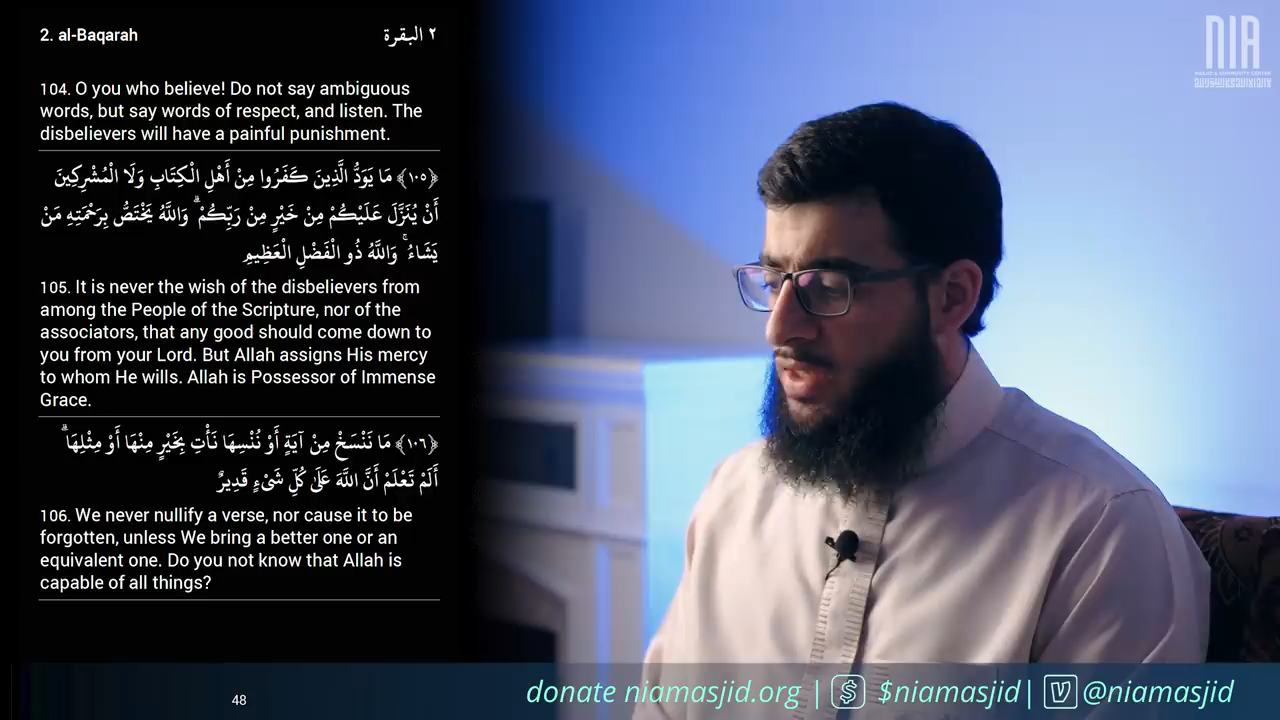 2. al-Baqarah
٢ البقرة
104. O you who believe! Do not say ambiguous
words, but say words of respect, and listen. The
disbelievers will have a painful punishment.
﴿١٠٥﴾ مَا يَوَدُّ الَّذِينَ كَفَرُوا مِنْ أَهْلِ الْكِتَابِ وَلَا الْمُشْرِكِينَ
أَنْ يُنَزَّلَ عَلَيْكُمْ مِنْ خَيْرٍ مِنْ رَبِّكُمْ ۗ وَاللَّهُ يَخْتَصُّ بِرَحْمَتِهِ مَنْ
يَشَاءُ ۚ وَاللَّهُ ذُو الْفَضْلِ الْعَظِيمِ
105. It is never the wish of the disbelievers from
among the People of the Scripture, nor of the
associators, that any good should come down to
you from your Lord. But Allah assigns His mercy
to whom He wills. Allah is Possessor of Immense
Grace.
﴿١٠٦﴾ مَا نَنْسَخْ مِنْ آيَةٍ أَوْ نُنْسِهَا نَأْتِ بِخَيْرٍ مِنْهَا أَوْ مِثْلِهَا ۗ
أَلَمْ تَعْلَمْ أَنَّ اللَّهَ عَلَىٰ كُلِّ شَيْءٍ قَدِيرٌ
106. We never nullify a verse, nor cause it to be
forgotten, unless We bring a better one or an
equivalent one. Do you not know that Allah is
capable of all things?
NIA
MASJID & COMMUNITY CENTER
48
donate niamasjid.org | $ $niamasjid | V @niamasjid